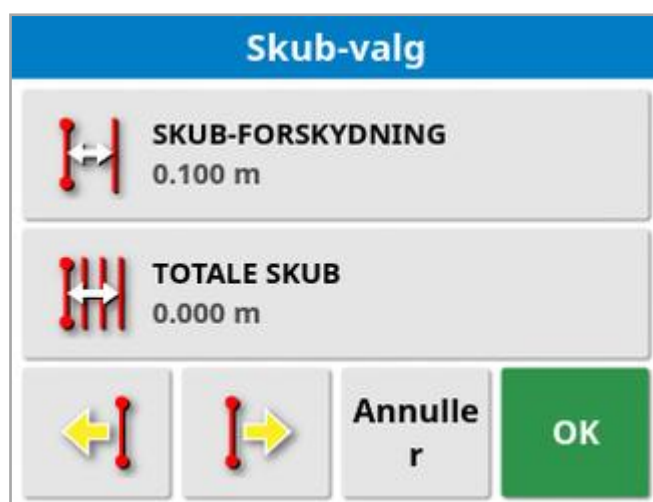 Skub-valg
SKUB-FORSKYDNING
0.100 m
TOTALE SKUB
0.000 m
Annulle
r
OK